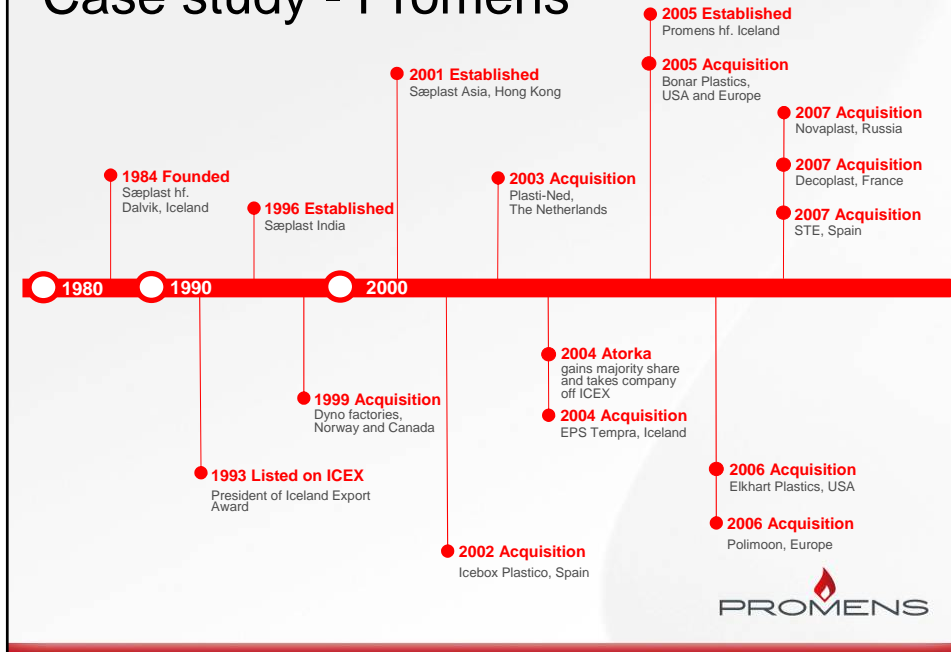 Case study - Promens
2005 Established
Promens hf. Iceland
2005 Acquisition
Bonar Plastics,
USA and Europe
2001 Established
Sæplast Asia, Hong Kong
2007 Acquisition
Novaplast, Russia
2007 Acquisition
Decoplast, France
2007 Acquisition
STE, Spain
1984 Founded
Sæplast hf.
Dalvik, Iceland
1996 Established
Sæplast India
2003 Acquisition
Plasti-Ned,
The Netherlands
1980
1990
2000
2004 Atorka
gains majority share
and takes company
off ICEX
2004 Acquisition
EPS Tempra, Iceland
1999 Acquisition
Dyno factories,
Norway and Canada
1993 Listed on ICEX
President of Iceland Export
Award
2006 Acquisition
Elkhart Plastics, USA
2006 Acquisition
Polimoon, Europe
2002 Acquisition
Icebox Plastico, Spain
PROMENS